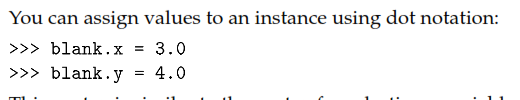 You can assign values to an instance using dot notation:
>>> blank.x = 3.0
>>> blank.y = 4.0